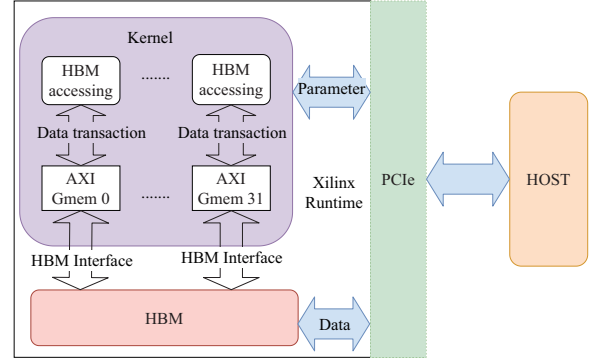 Kernel
HBM
accessing
.......
HBM
accessing
Parameter
Data transaction
Data transaction
AXI
Gmem 0
.......
AXI
Gmem 31
Xilinx
Runtime
PCIe
HOST
HBM Interface
HBM Interface
HBM
Data